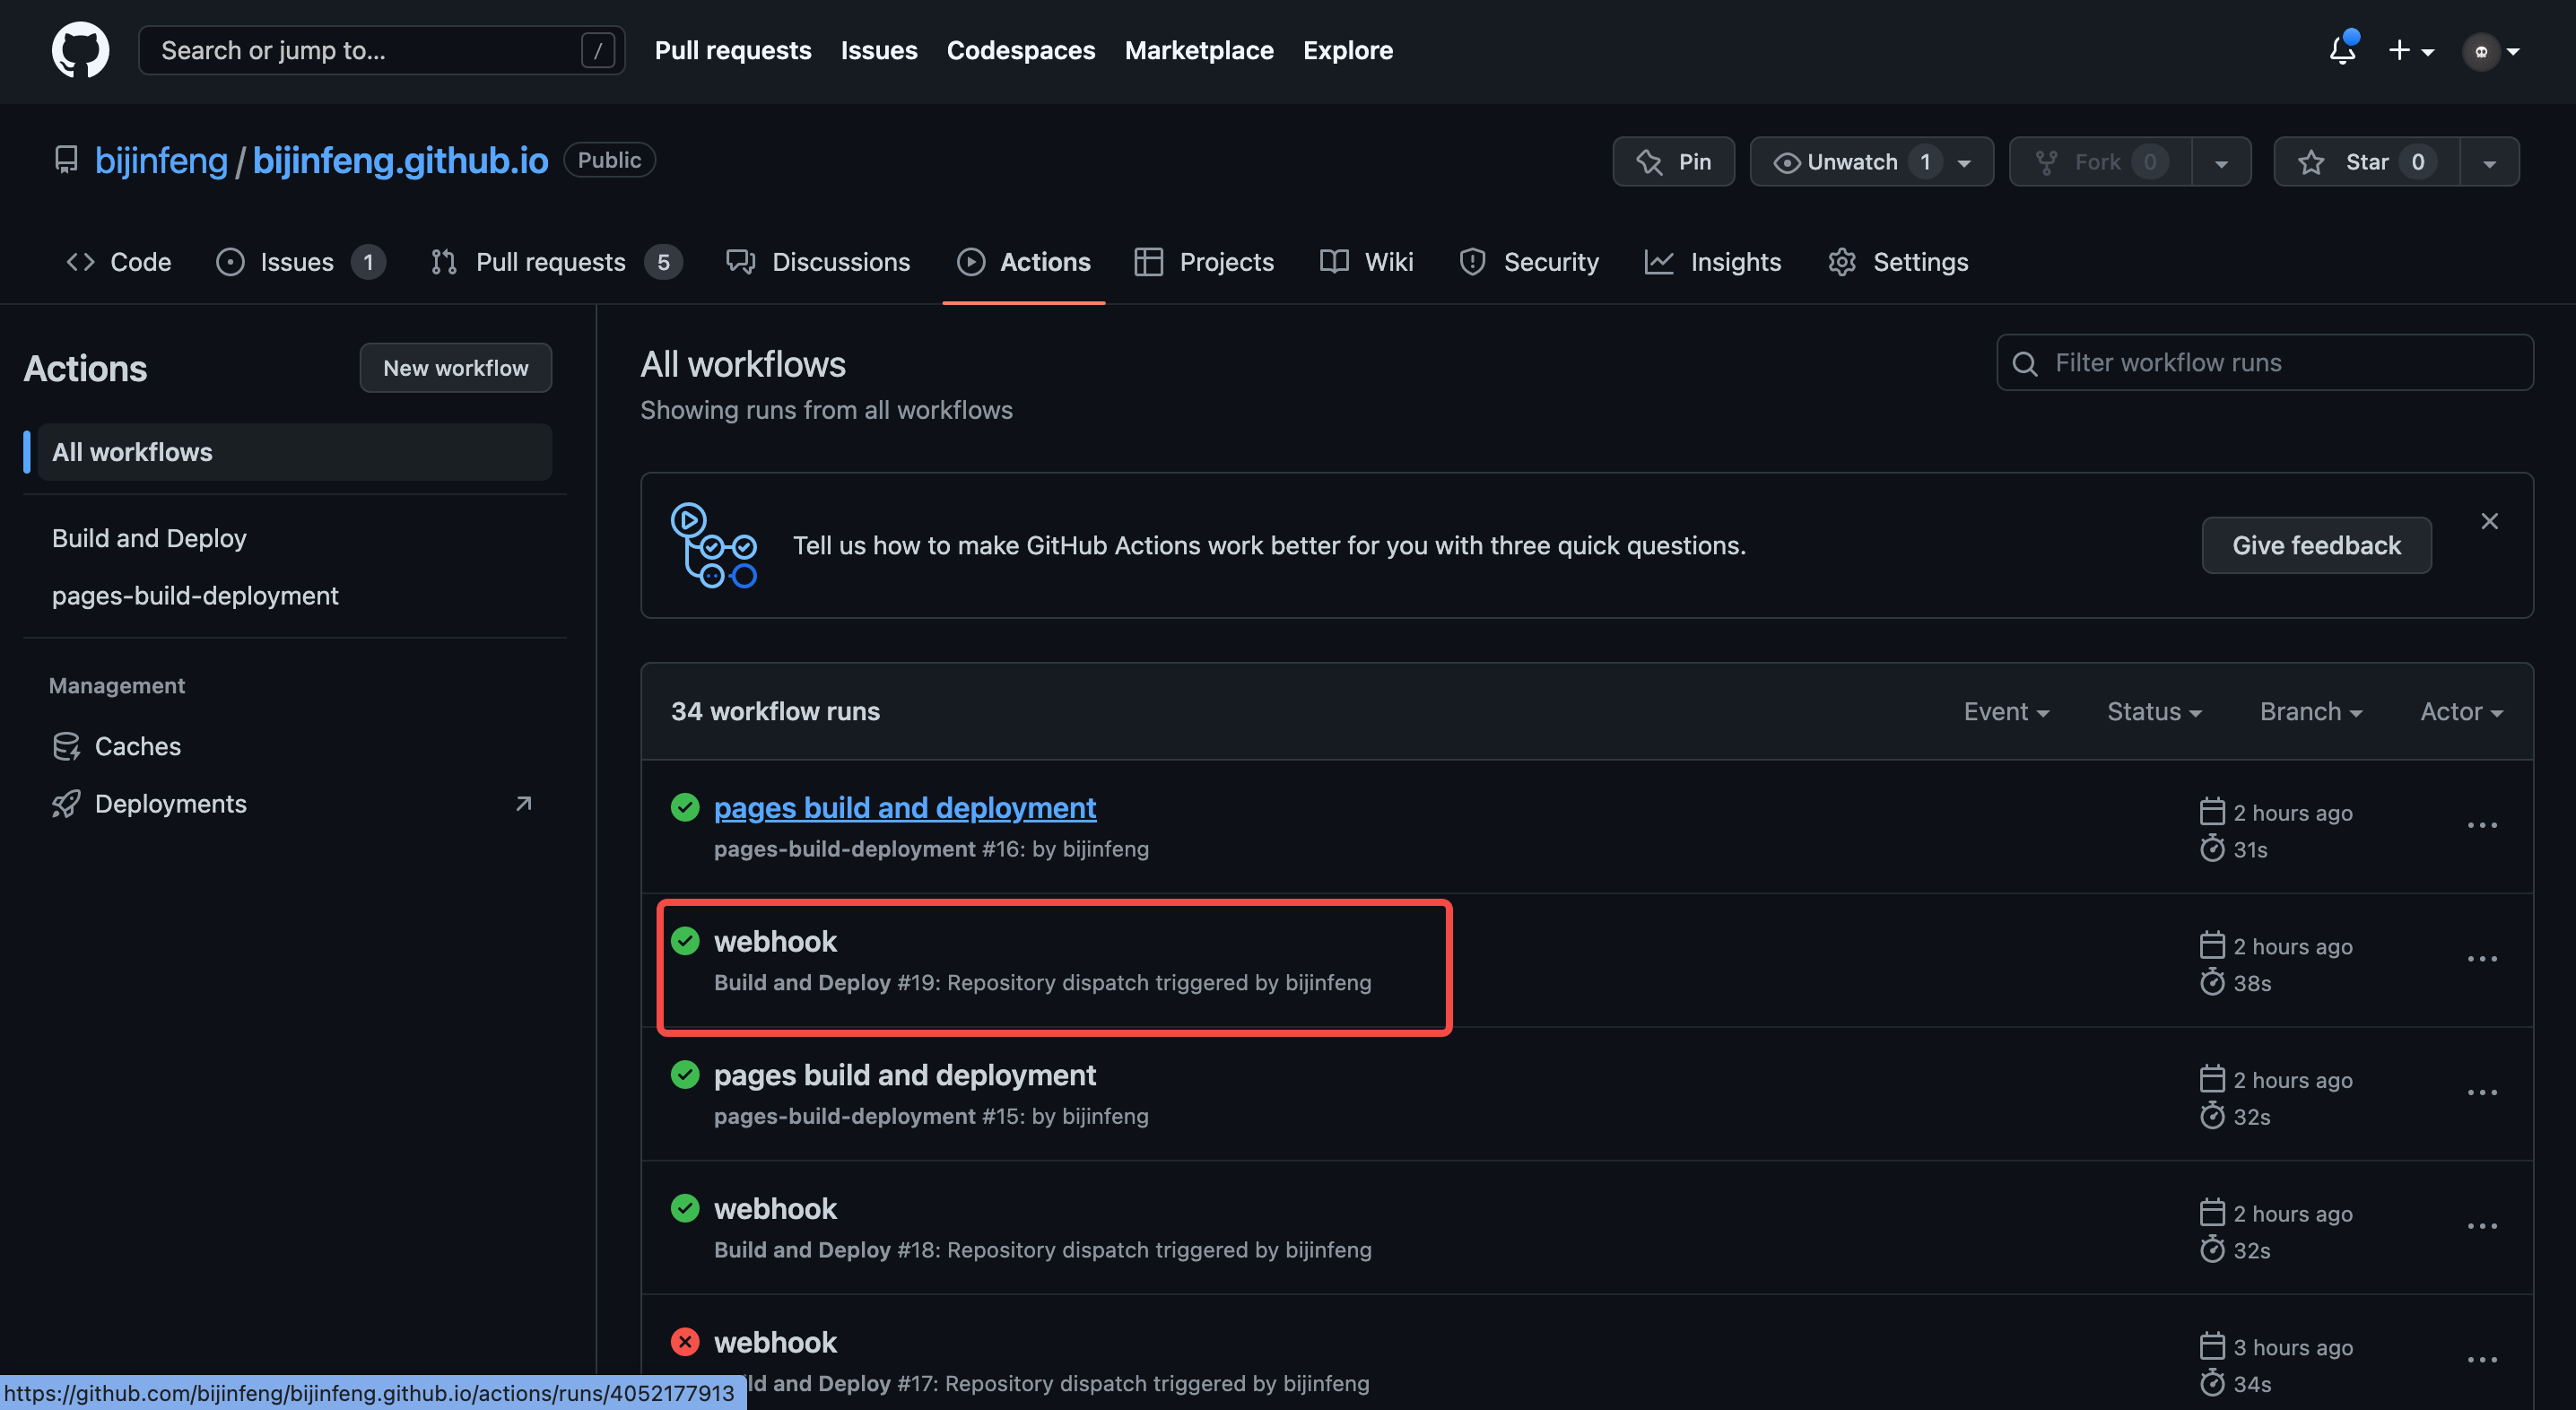 Search or jump to... /
Pull requests Issues Codespaces Marketplace Explore
bijinfeng / bijinfeng.github.io Public
Pin Unwatch 1 Fork 0 Star 0
Code Issues 1 Pull requests 5 Discussions Actions Projects Wiki Security Insights Settings
Actions New workflow
All workflows
Build and Deploy
pages-build-deployment
Management
Caches
Deployments
All workflows
Showing runs from all workflows
Filter workflow runs
Tell us how to make GitHub Actions work better for you with three quick questions.
Give feedback
34 workflow runs
Event Status Branch Actor
pages build and deployment
pages-build-deployment #16: by bijinfeng
2 hours ago
31s
webhook
Build and Deploy #19: Repository dispatch triggered by bijinfeng
2 hours ago
38s
pages build and deployment
pages-build-deployment #15: by bijinfeng
2 hours ago
32s
webhook
Build and Deploy #18: Repository dispatch triggered by bijinfeng
2 hours ago
32s
webhook
ld and Deploy #17: Repository dispatch triggered by bijinfeng
3 hours ago
34s
https://github.com/bijinfeng/bijinfeng.github.io/actions/runs/4052177913